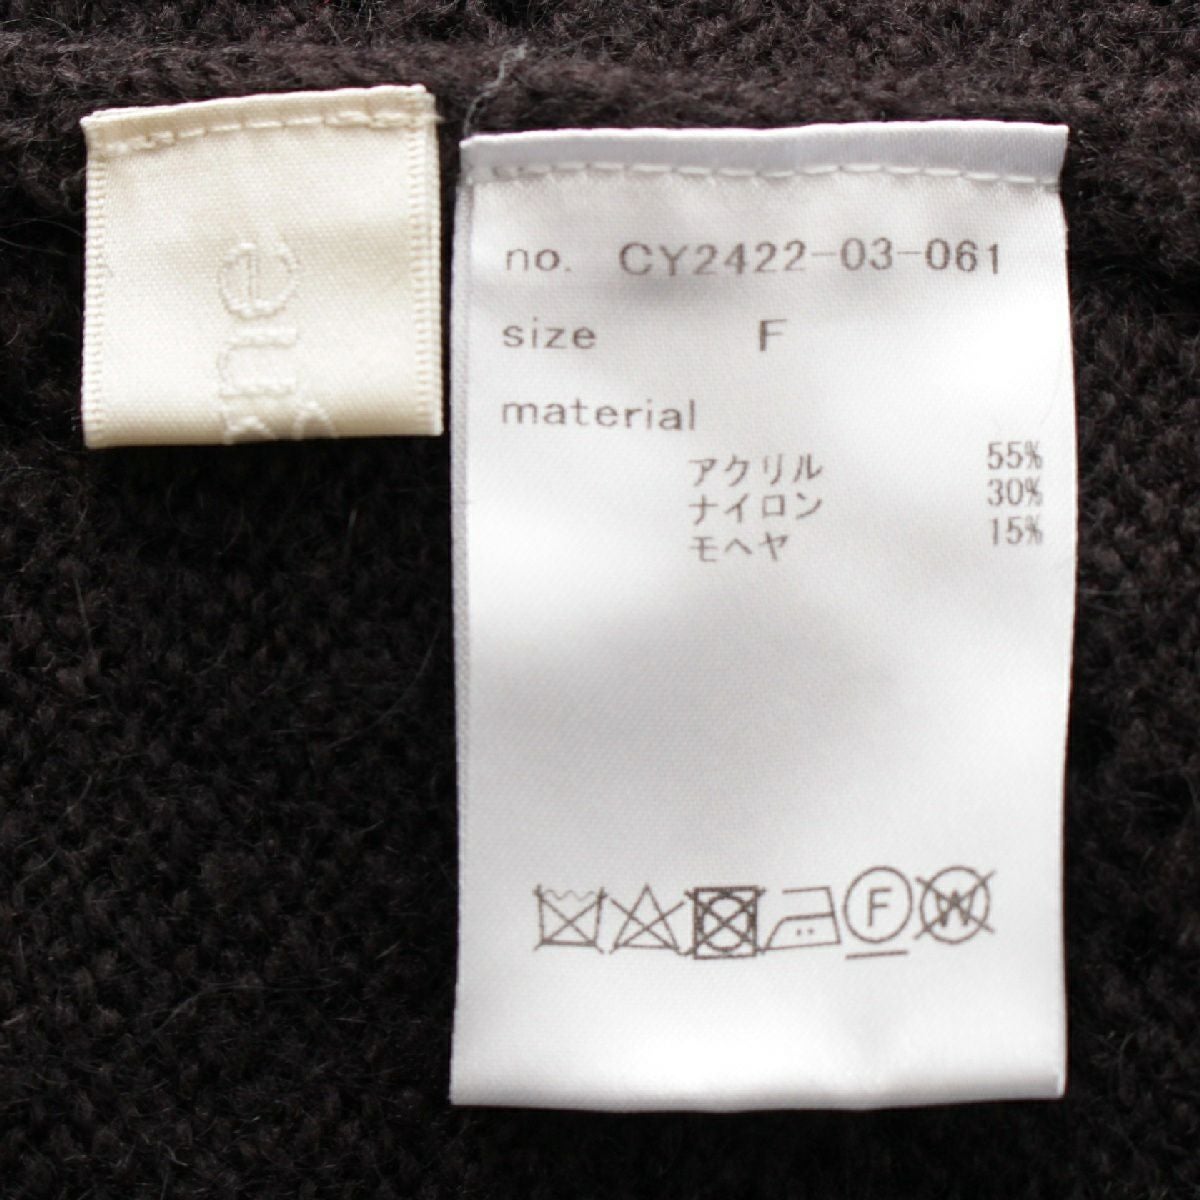 no. CY2422-03-061
size F
material
アクリル 55%
ナイロン 30%
モヘヤ 15%
F
W